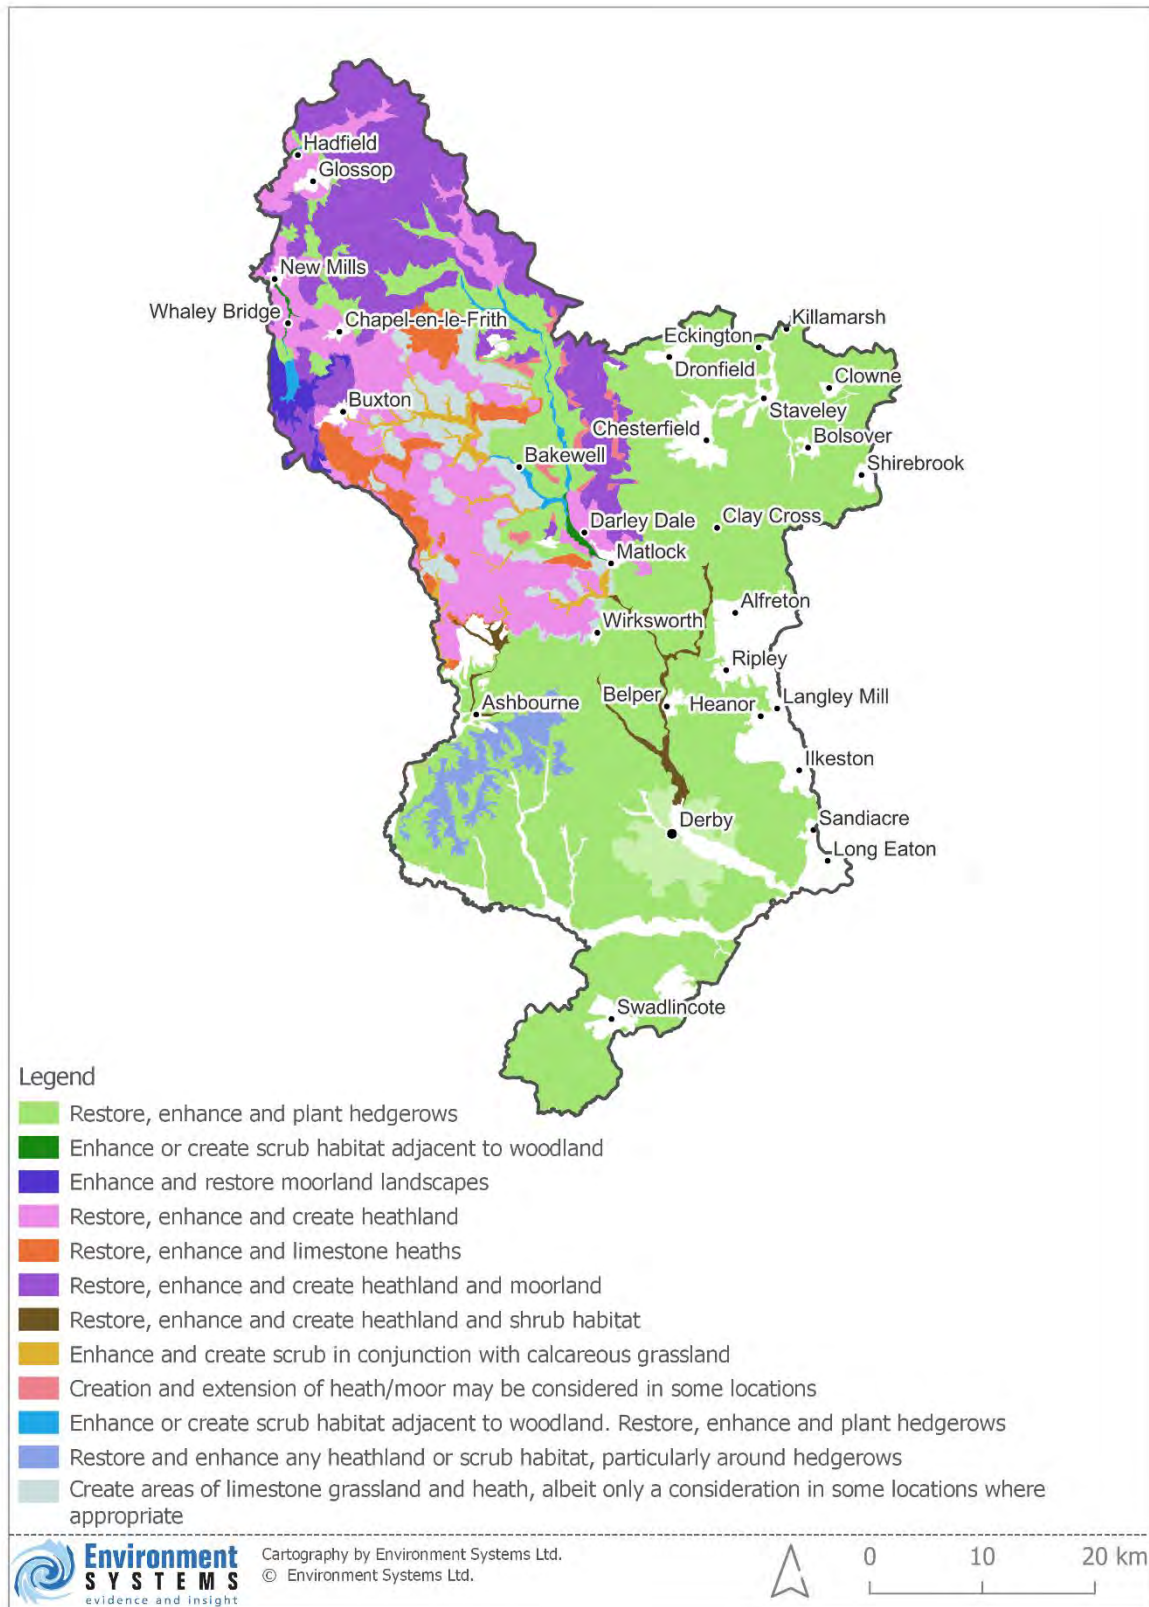 Hadfield
Glossop
New Mills
Whaley Bridge
Chapel-en-le-Frith
Killamarsh
Eckington
Dronfield
Clowne
Staveley
Buxton
Chesterfield
Bolsover
Bakewell
Shirebrook
Darley Dale
Clay Cross
Matlock
Alfreton
Wirksworth
Ripley
Ashbourne
Belper
Heanor
Langley Mill
Ilkeston
Derby
Sandiacre
Long Eaton
Swadlincote
Legend
Restore, enhance and plant hedgerows
Enhance or create scrub habitat adjacent to woodland
Enhance and restore moorland landscapes
Restore, enhance and create heathland
Restore, enhance and limestone heaths
Restore, enhance and create heathland and moorland
Restore, enhance and create heathland and shrub habitat
Enhance and create scrub in conjunction with calcareous grassland
Creation and extension of heath/moor may be considered in some locations
Enhance or create scrub habitat adjacent to woodland. Restore, enhance and plant hedgerows
Restore and enhance any heathland or scrub habitat, particularly around hedgerows
Create areas of limestone grassland and heath, albeit only a consideration in some locations where
appropriate
Environment
SYSTEMS
evidence and insight
Cartography by Environment Systems Ltd.
© Environment Systems Ltd.
0 10 20 km